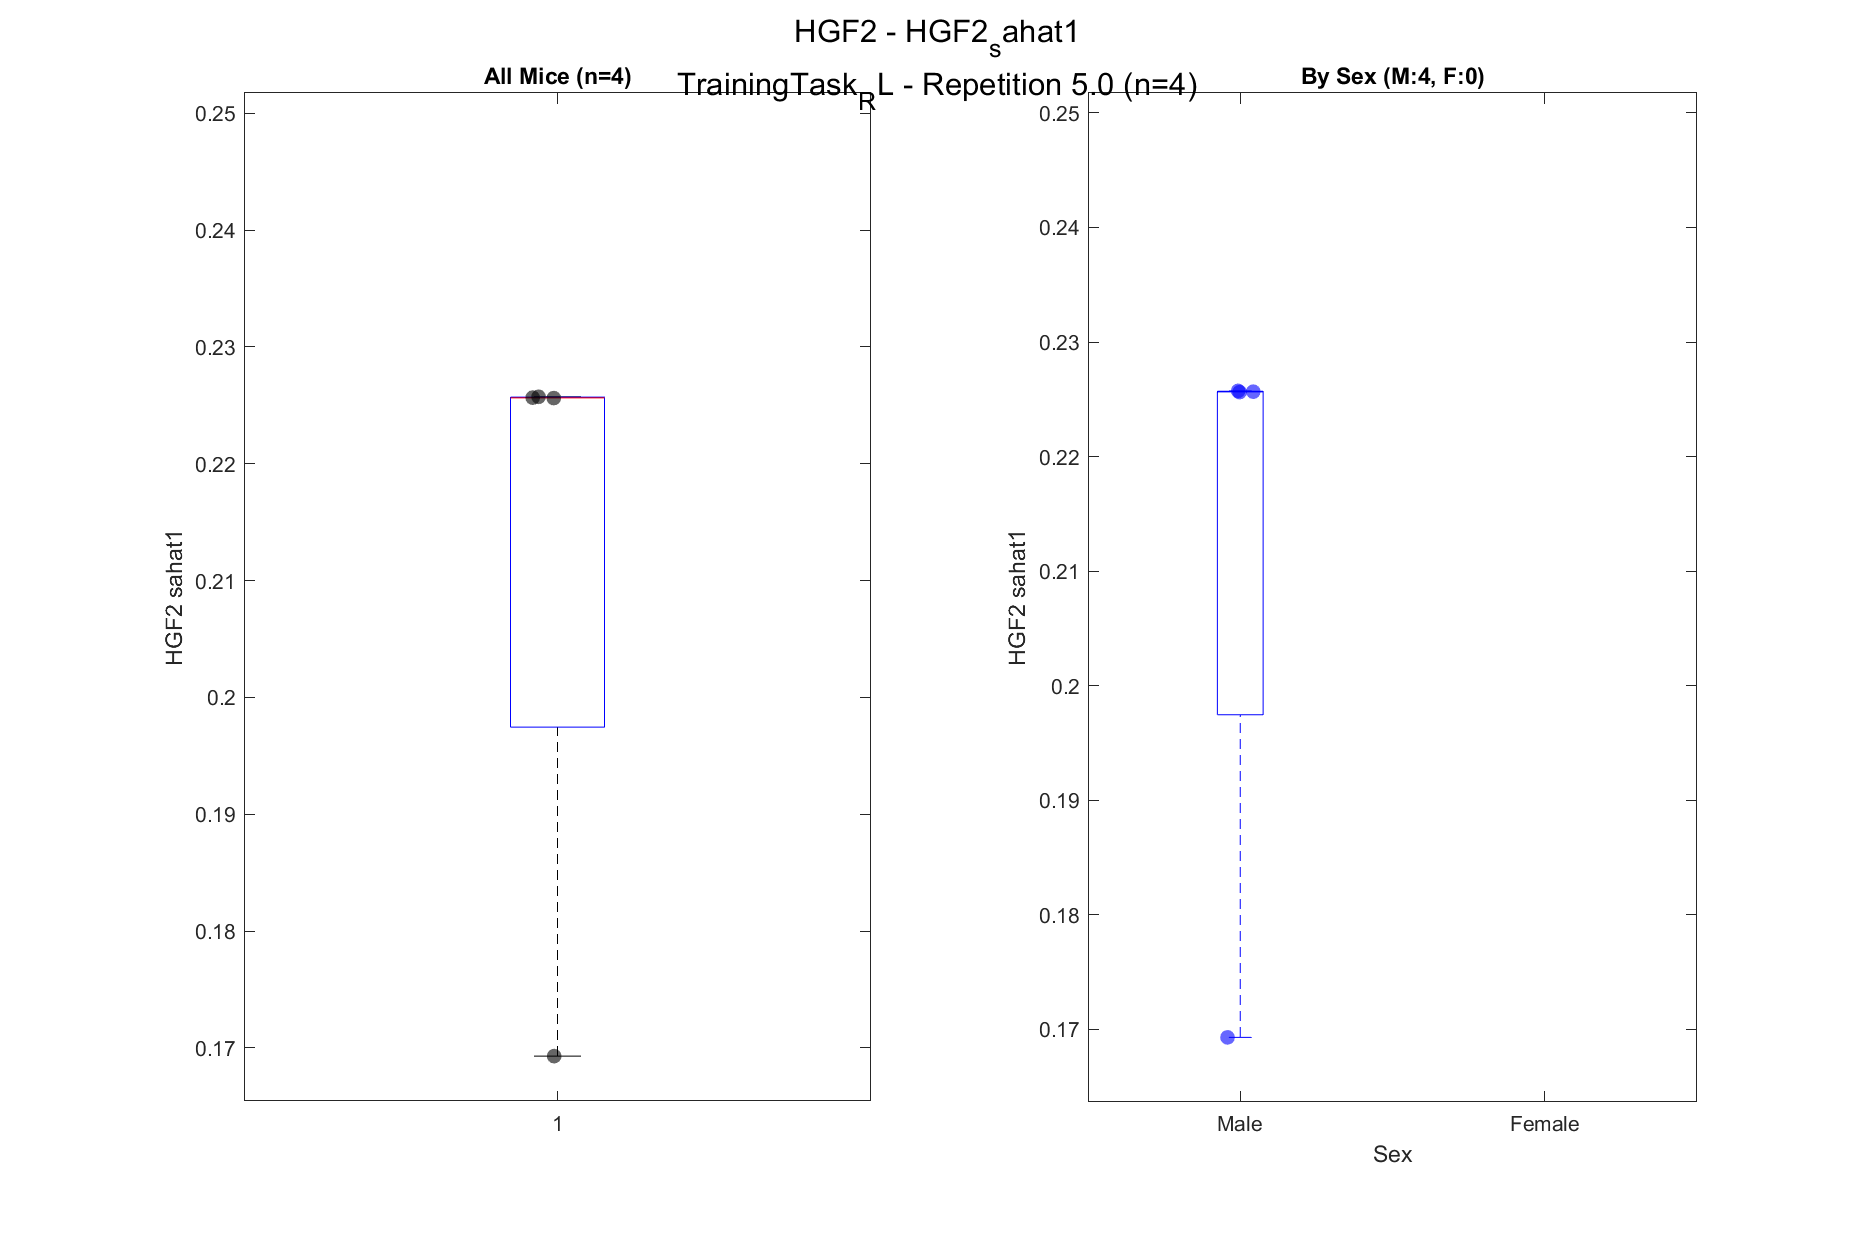 HGF2 - HGF2_sahat1
TrainingTask_RL - Repetition 5.0 (n=4)
All Mice (n=4)
0.25
0.24
0.23
0.22
0.21
0.2
0.19
0.18
0.17
HGF2 sahat1
1
By Sex (M:4, F:0)
0.25
0.24
0.23
0.22
0.21
0.2
0.19
0.18
0.17
HGF2 sahat1
Male Female
Sex